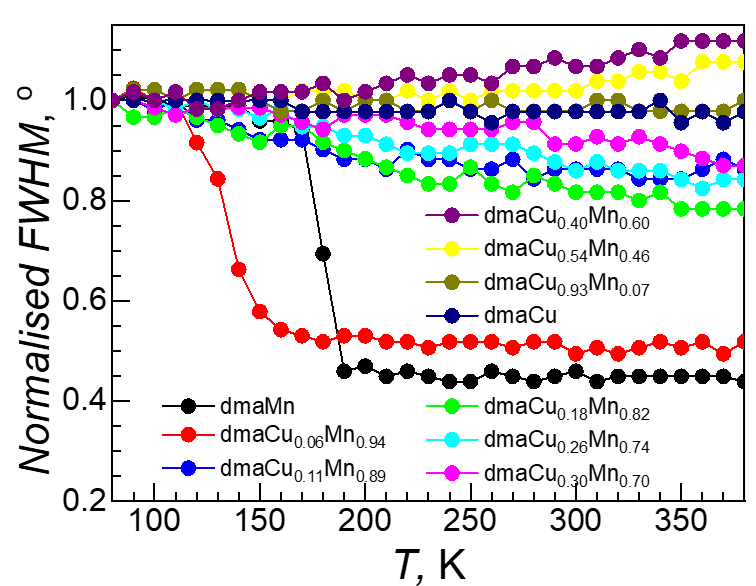 Normalised FWHM, °
1.0
0.8
0.6
0.4
0.2
dmaCu0.40Mn0.60
dmaCu0.54Mn0.46
dmaCu0.93Mn0.07
dmaCu
dmaMn
dmaCu0.06Mn0.94
dmaCu0.11Mn0.89
dmaCu0.18Mn0.82
dmaCu0.26Mn0.74
dmaCu0.30Mn0.70
100 150 200 250 300 350
T, K